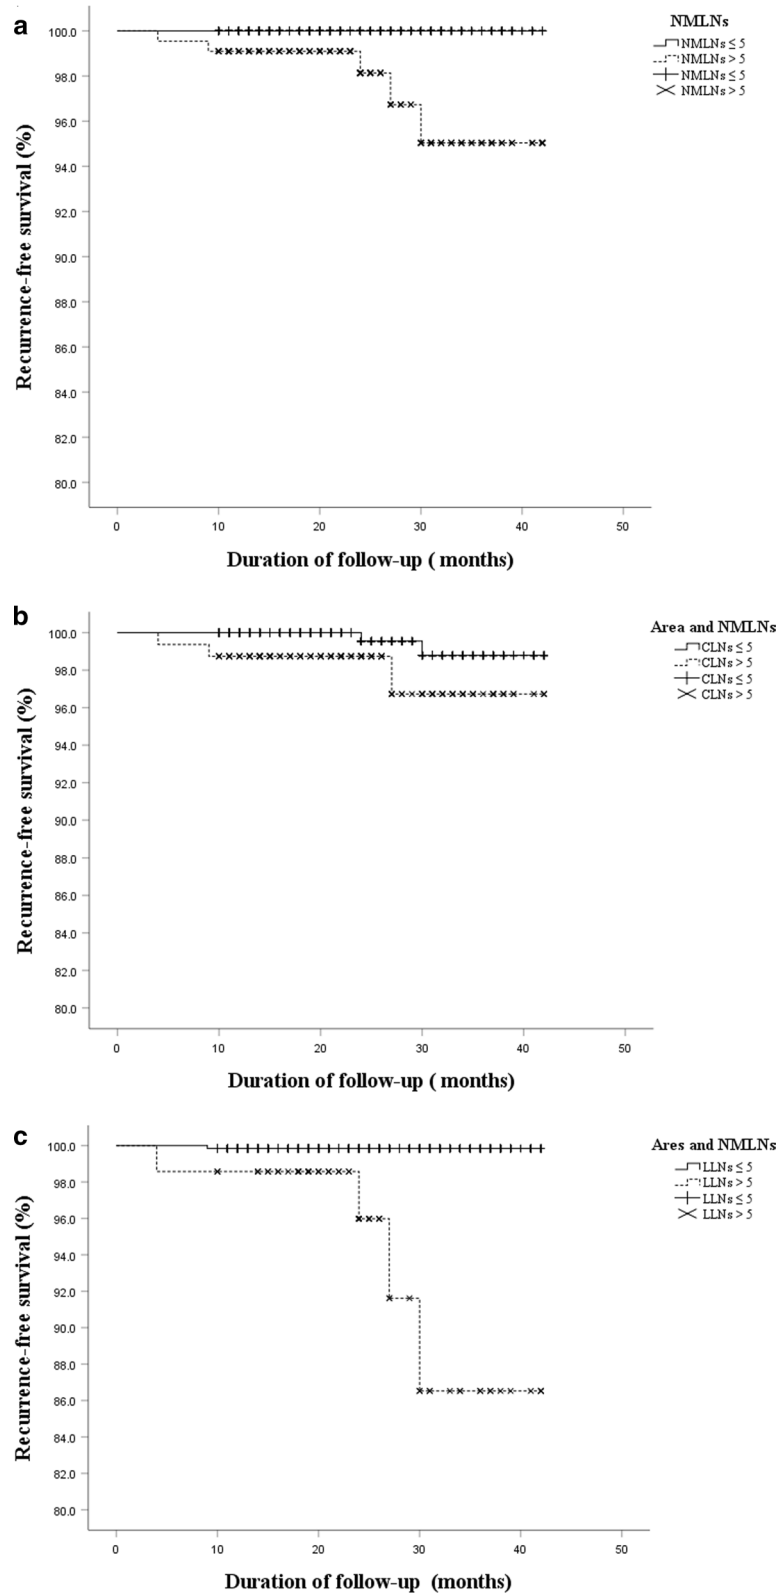 a
NMLNs
NMLNs ≤ 5
NMLNs > 5
NMLNs ≤ 5
NMLNs > 5
Recurrence-free survival (%)
100.0
98.0
96.0
94.0
92.0
90.0
88.0
86.0
84.0
82.0
80.0
0 10 20 30 40 50
Duration of follow-up ( months)
b
Area and NMLNs
CLNs ≤ 5
CLNs > 5
CLNs ≤ 5
CLNs > 5
Recurrence-free survival (%)
100.0
98.0
96.0
94.0
92.0
90.0
88.0
86.0
84.0
82.0
80.0
0 10 20 30 40 50
Duration of follow-up ( months)
c
Ares and NMLNs
LLNs ≤ 5
LLNs > 5
LLNs ≤ 5
LLNs > 5
Recurrence-free survival (%)
100.0
98.0
96.0
94.0
92.0
90.0
88.0
86.0
84.0
82.0
80.0
0 10 20 30 40 50
Duration of follow-up (months)